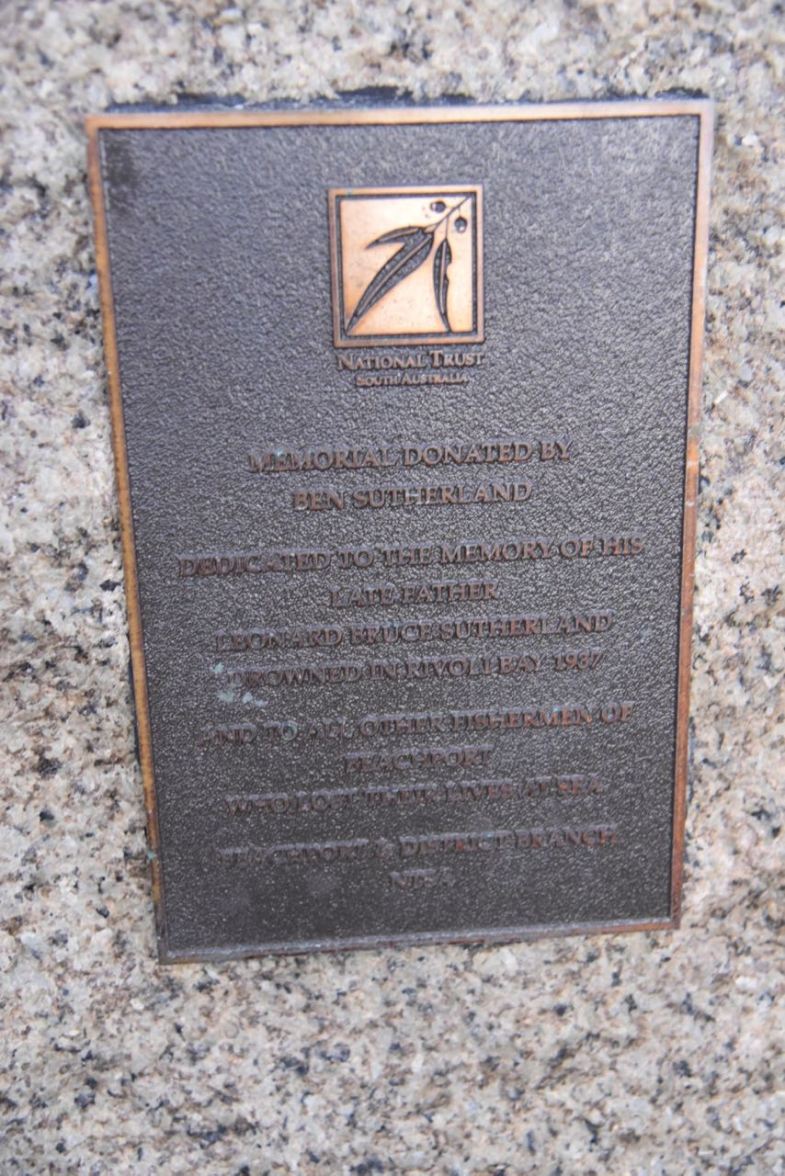 NATIONAL TRUST
SOUTH AUSTRALIA
MEMORIAL DONATED BY
BEN SUTHERLAND
DEDICATED TO THE MEMORY OF HIS
LATE FATHER
LEONARD BRUCE SUTHERLAND
DROWNED IN RIVOLI BAY
AND TO ALL OTHER FISHERMEN OF
BEACHPORT
WHO LOST THEIR LIVES AT SEA
BEACHPORT & DISTRICT BRANCH